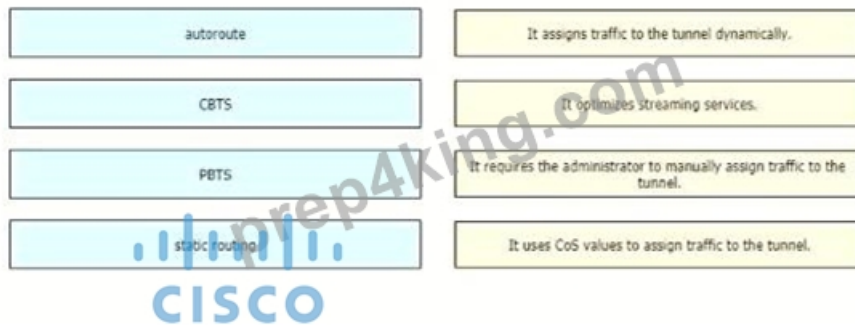 autoroute
It assigns traffic to the tunnel dynamically.
CBTS
It optimizes streaming services.
PBTS
It requires the administrator to manually assign traffic to the
tunnel.
static routing
It uses CoS values to assign traffic to the tunnel.
prep4king.com
CISCO